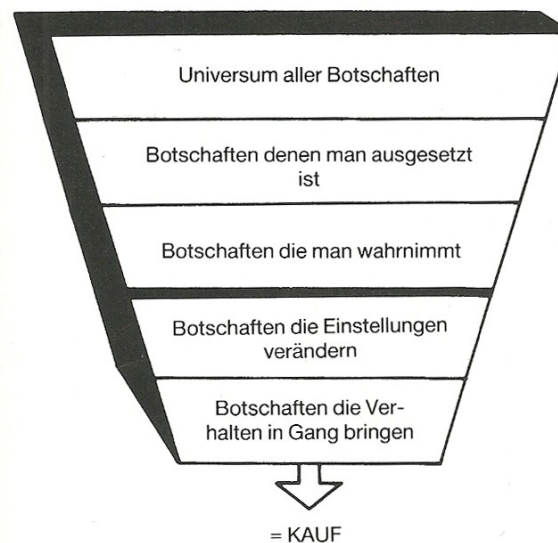 Universum aller Botschaften
Botschaften denen man ausgesetzt
ist
Botschaften die man wahrnimmt
Botschaften die Einstellungen
verändern
Botschaften die Ver-
halten in Gang bringen
= KAUF